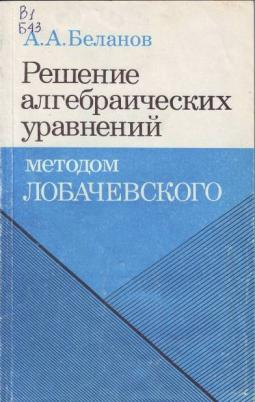 В1
Б43
А.А.Беланов
Решение
алгебраических
уравнений
методом
ЛОБАЧЕВСКОГО